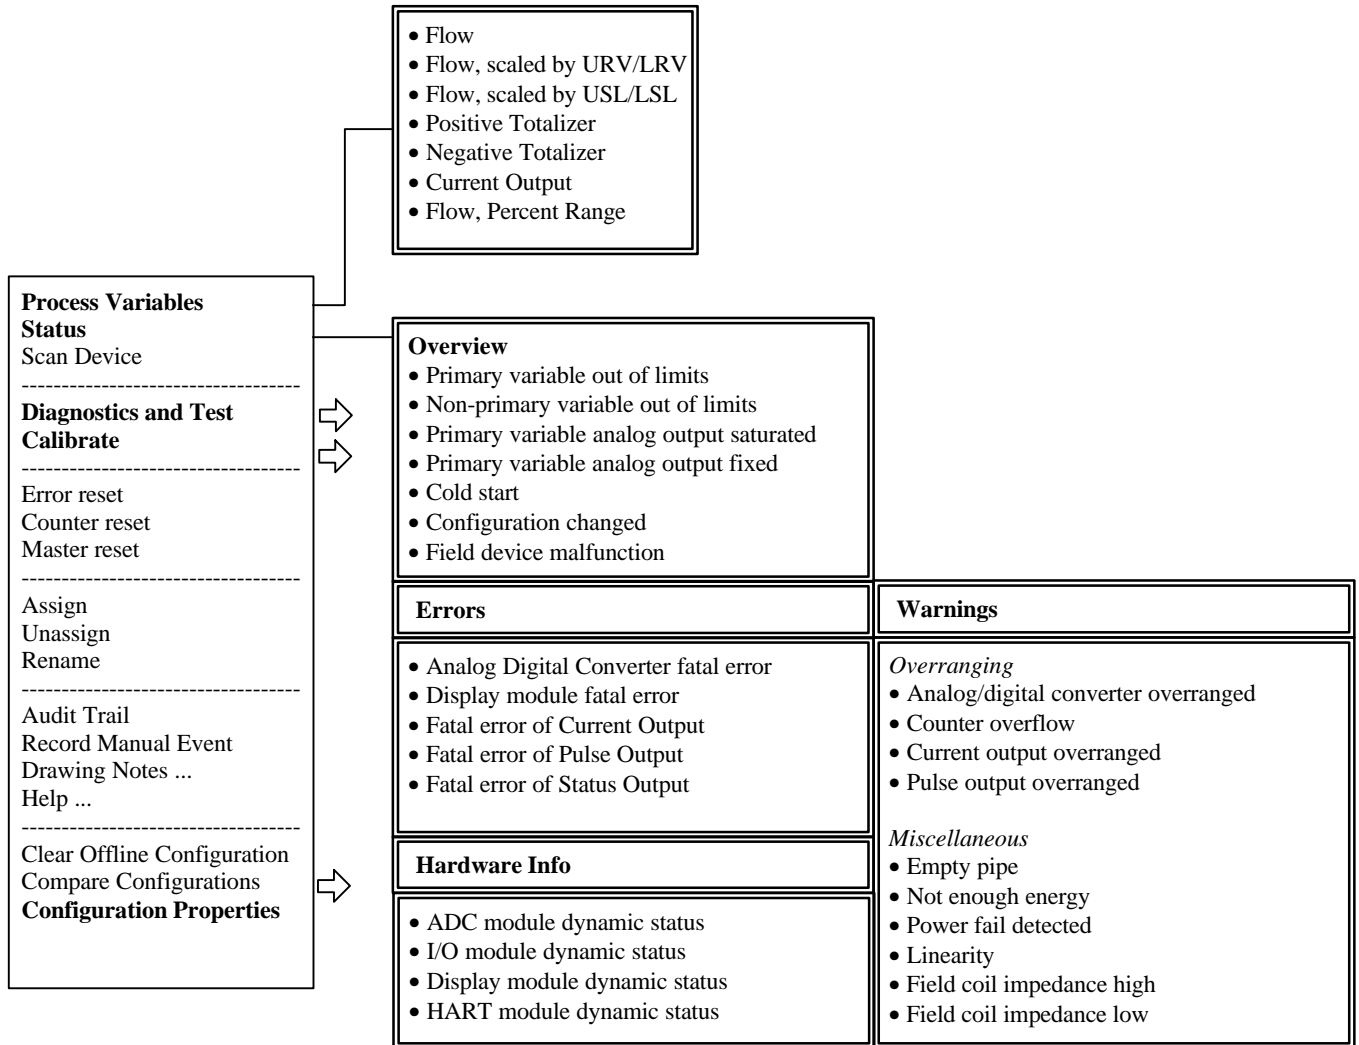 • Flow
• Flow, scaled by URV/LRV
• Flow, scaled by USL/LSL
• Positive Totalizer
• Negative Totalizer
• Current Output
• Flow, Percent Range
Process Variables
Status
Scan Device
-----------------------------------
Diagnostics and Test
Calibrate
-----------------------------------
Error reset
Counter reset
Master reset
-----------------------------------
Assign
Unassign
Rename
-----------------------------------
Audit Trail
Record Manual Event
Drawing Notes ...
Help ...
-----------------------------------
Clear Offline Configuration
Compare Configurations
Configuration Properties
Overview
• Primary variable out of limits
• Non-primary variable out of limits
• Primary variable analog output saturated
• Primary variable analog output fixed
• Cold start
• Configuration changed
• Field device malfunction
Errors
• Analog Digital Converter fatal error
• Display module fatal error
• Fatal error of Current Output
• Fatal error of Pulse Output
• Fatal error of Status Output
Hardware Info
• ADC module dynamic status
• I/O module dynamic status
• Display module dynamic status
• HART module dynamic status
Warnings
Overranging
• Analog/digital converter overranged
• Counter overflow
• Current output overranged
• Pulse output overranged
Miscellaneous
• Empty pipe
• Not enough energy
• Power fail detected
• Linearity
• Field coil impedance high
• Field coil impedance low